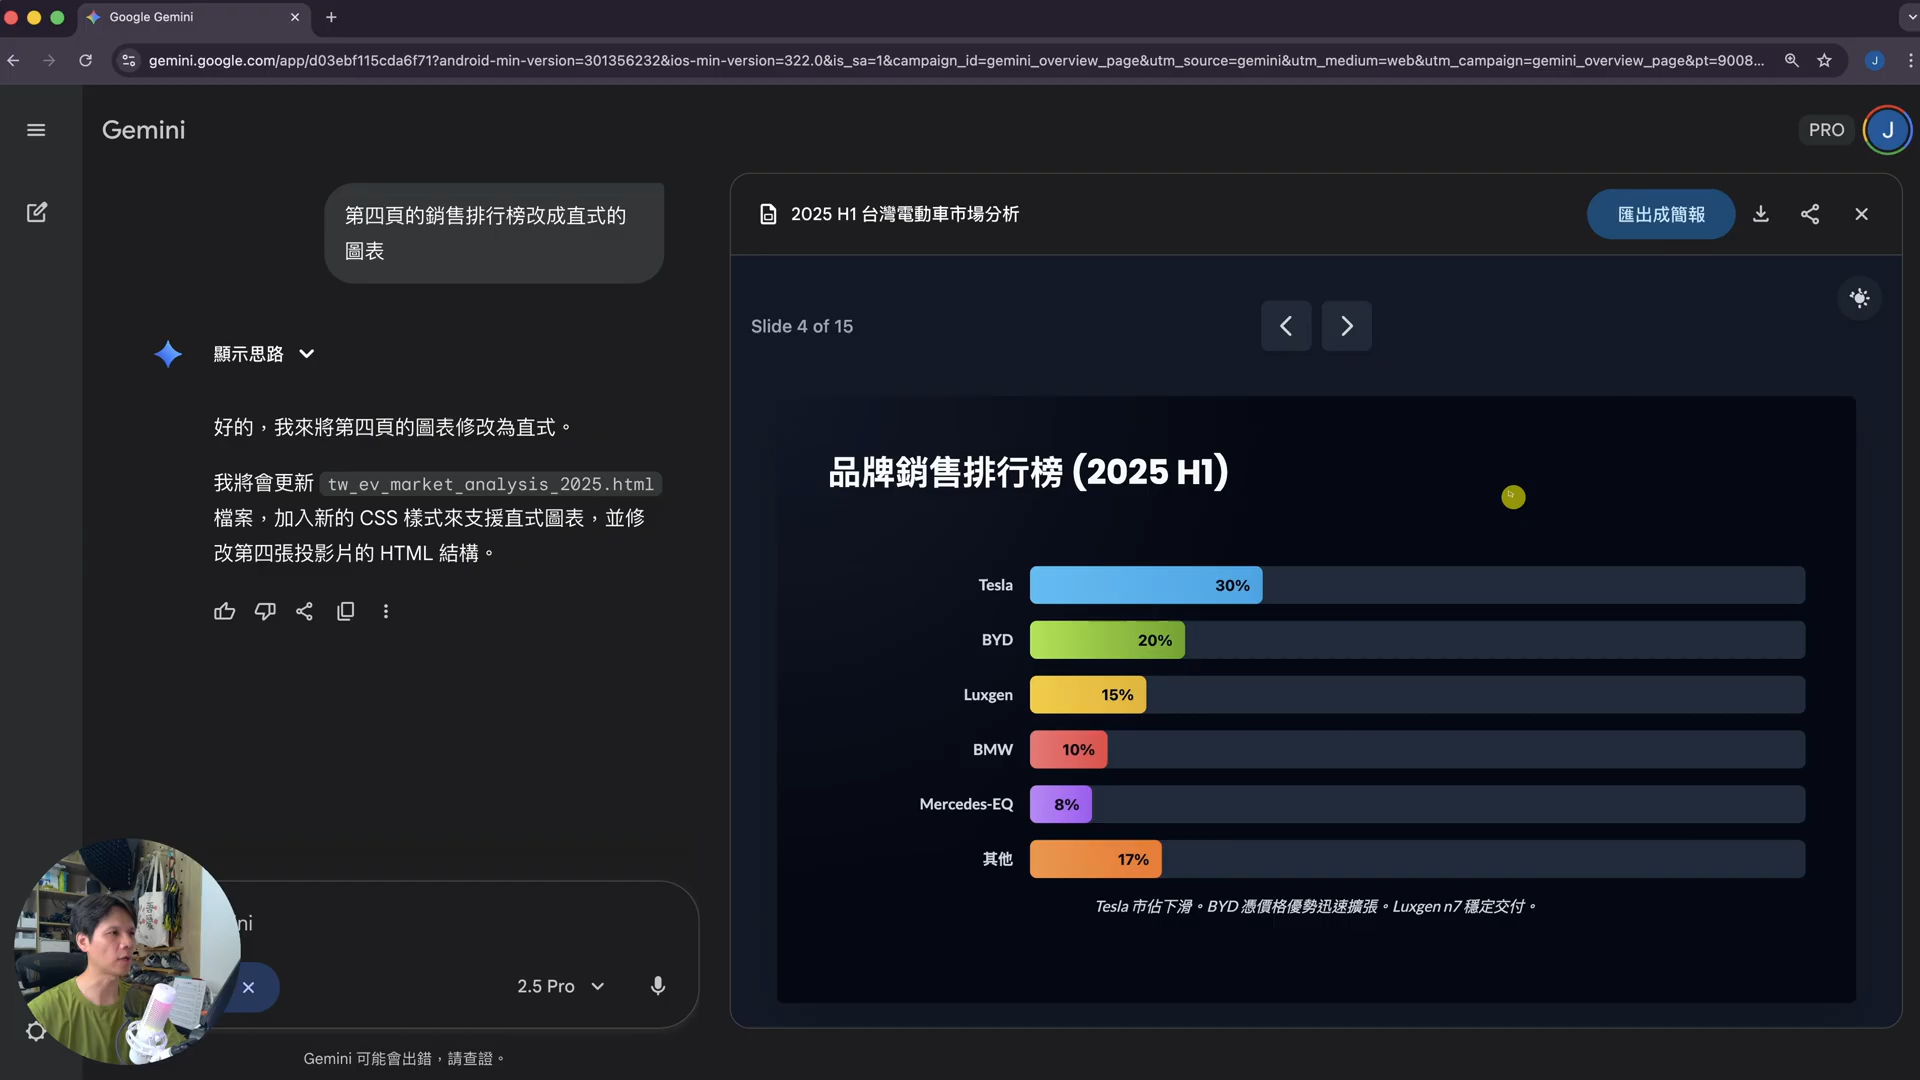 Google Gemini
gemini.google.com/app/d03ebf115cda6f71?android-min-version=301356232&ios-min-version=322.0&is_sa=1&campaign_id=gemini_overview_page&utm_source=gemini&utm_medium=web&utm_campaign=gemini_overview_page&pt=9008...
J
Gemini
PRO
J
第四頁的銷售排行榜改成直式的
圖表
顯示思路
好的，我來將第四頁的圖表修改為直式。
我將會更新 tw_ev_market_analysis_2025.html
檔案，加入新的 CSS 樣式來支援直式圖表，並修
改第四張投影片的 HTML 結構。
ni
2.5 Pro
Gemini 可能會出錯，請查證。
2025 H1 台灣電動車市場分析
匯出成簡報
Slide 4 of 15
品牌銷售排行榜 (2025 H1)
Tesla 30%
BYD 20%
Luxgen 15%
BMW 10%
Mercedes-EQ 8%
其他 17%
Tesla 市佔下滑。BYD 憑價格優勢迅速擴張。Luxgen n7 穩定交付。